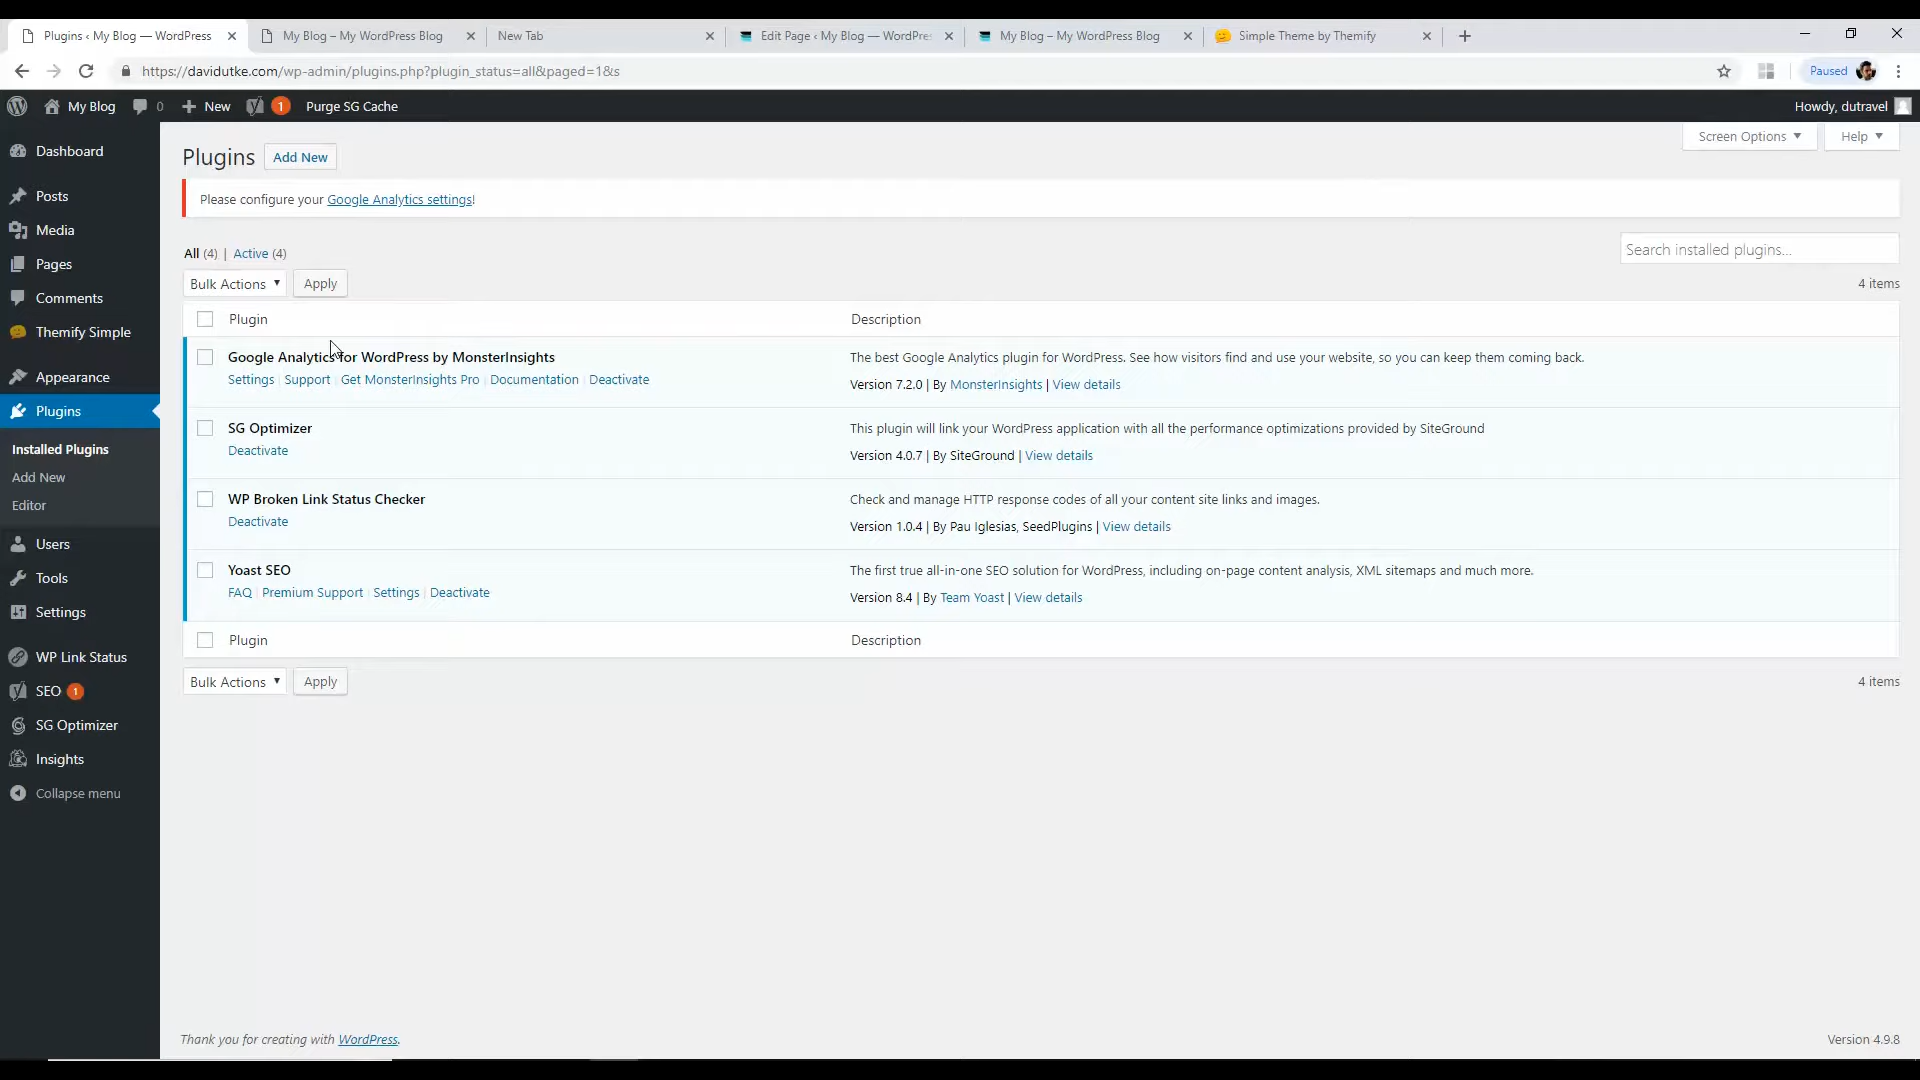 Plugins ‹ My Blog — WordPress
My Blog – My WordPress Blog
New Tab
Edit Page ‹ My Blog — WordPres
My Blog – My WordPress Blog
Simple Theme by Themify
https://davidutke.com/wp-admin/plugins.php?plugin_status=all&paged=1&s
Paused
My Blog 0 New 1 Purge SG Cache Howdy, dutravel
Dashboard
Posts
Media
Pages
Comments
Themify Simple
Appearance
Plugins
Installed Plugins
Add New
Editor
Users
Tools
Settings
WP Link Status
SEO 1
SG Optimizer
Insights
Collapse menu
Screen Options Help
Plugins Add New
Please configure your Google Analytics settings!
All (4) | Active (4)
Search installed plugins...
Bulk Actions Apply 4 items
Plugin Description
Google Analytics for WordPress by MonsterInsights
Settings | Support | Get MonsterInsights Pro | Documentation | Deactivate
The best Google Analytics plugin for WordPress. See how visitors find and use your website, so you can keep them coming back.
Version 7.2.0 | By MonsterInsights | View details
SG Optimizer
Deactivate
This plugin will link your WordPress application with all the performance optimizations provided by SiteGround
Version 4.0.7 | By SiteGround | View details
WP Broken Link Status Checker
Deactivate
Check and manage HTTP response codes of all your content site links and images.
Version 1.0.4 | By Pau Iglesias, SeedPlugins | View details
Yoast SEO
FAQ | Premium Support | Settings | Deactivate
The first true all-in-one SEO solution for WordPress, including on-page content analysis, XML sitemaps and much more.
Version 8.4 | By Team Yoast | View details
Plugin Description
Bulk Actions Apply 4 items
Thank you for creating with WordPress.
Version 4.9.8